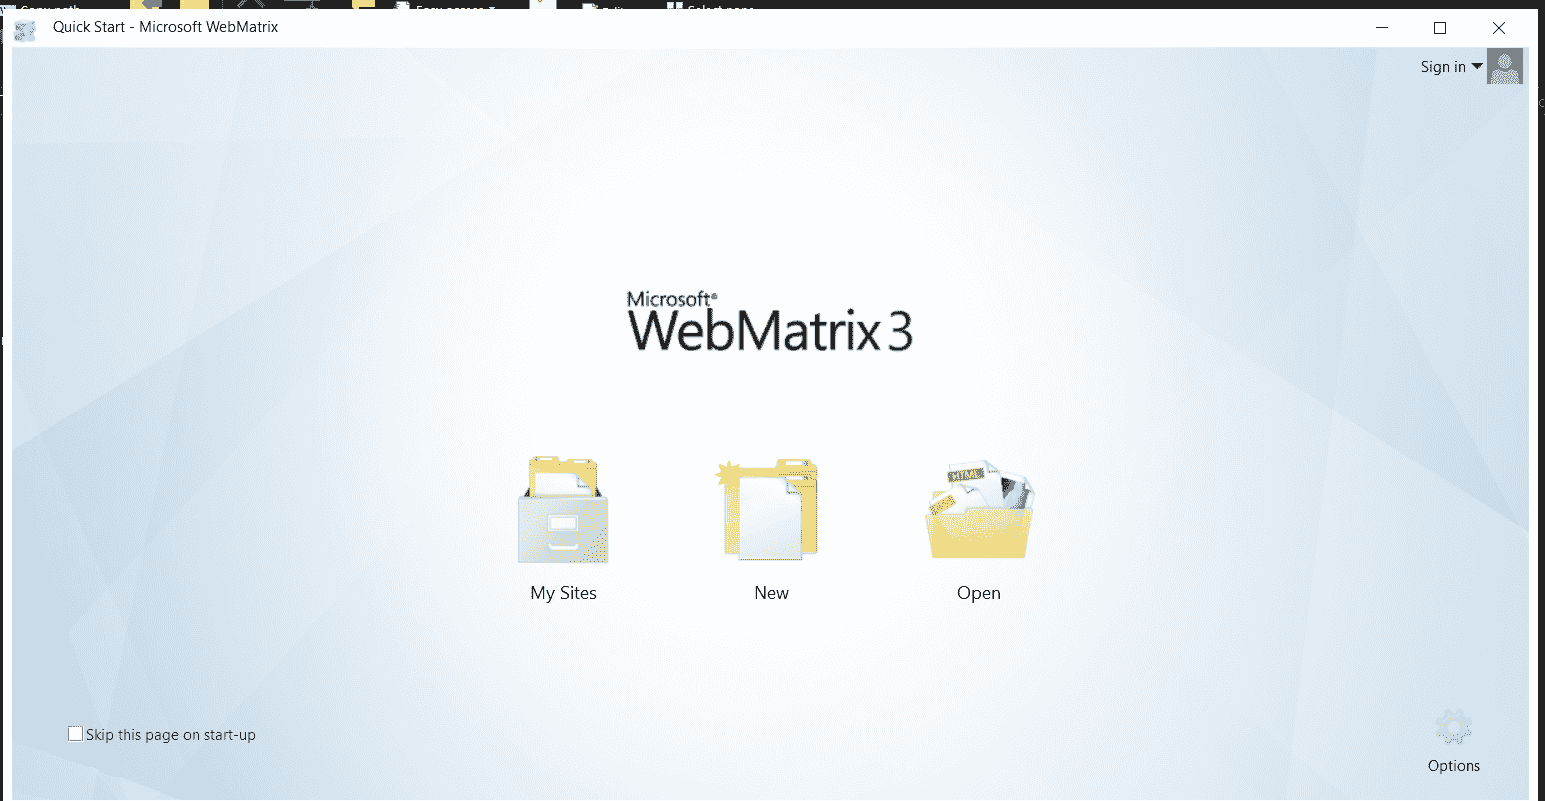 Quick Start - Microsoft WebMatrix
Sign in
Microsoft®
WebMatrix 3
HTML
My Sites
New
Open
Skip this page on start-up
Options